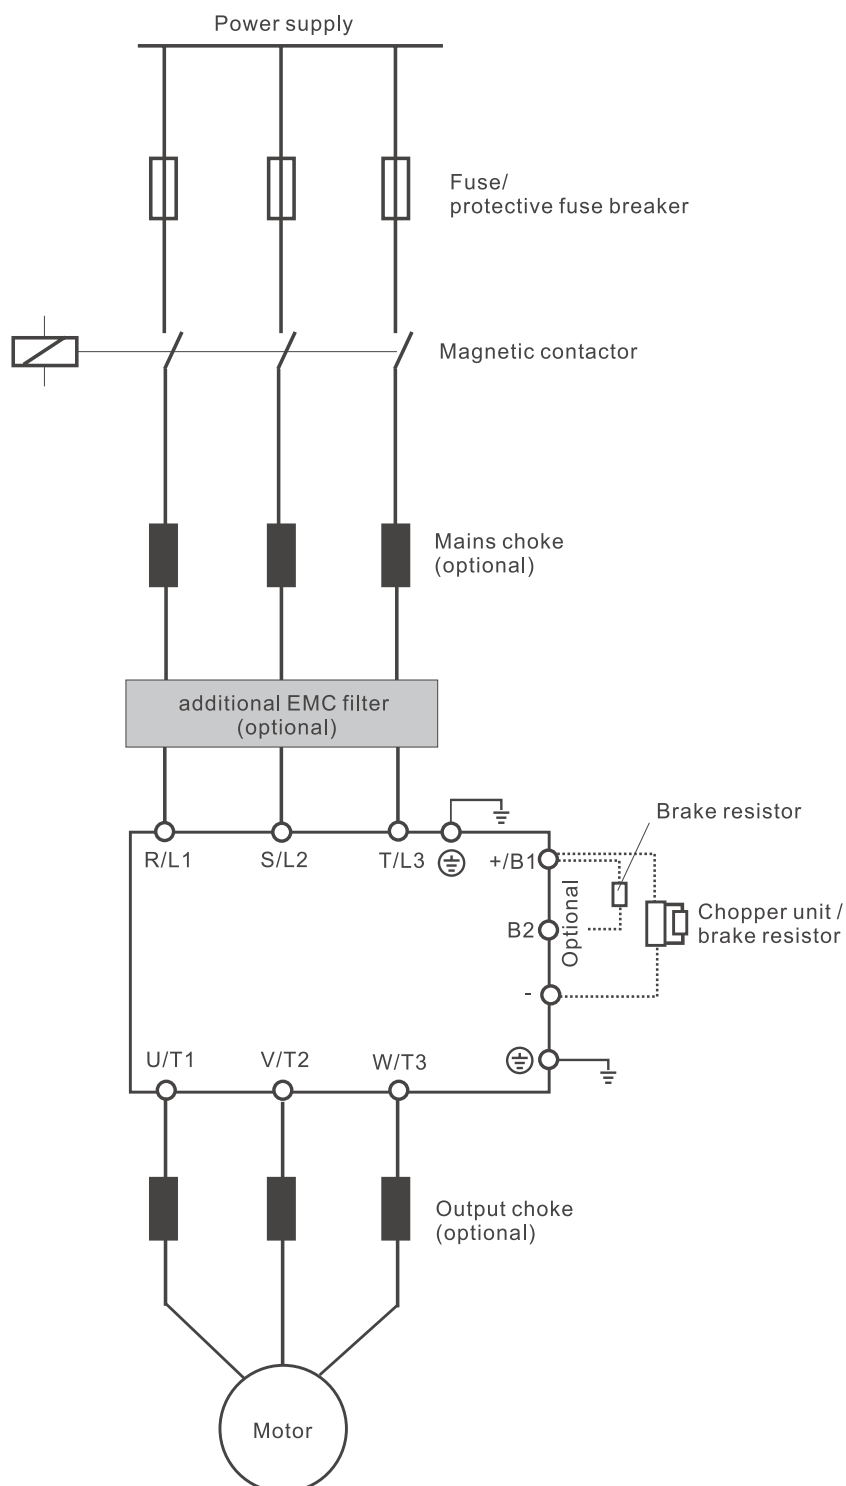 Power supply
Fuse/
protective fuse breaker
Magnetic contactor
Mains choke
(optional)
additional EMC filter
(optional)
Brake resistor
R/L1
S/L2
T/L3
+/B1
Optional
Chopper unit /
brake resistor
B2
-
U/T1
V/T2
W/T3
Output choke
(optional)
Motor